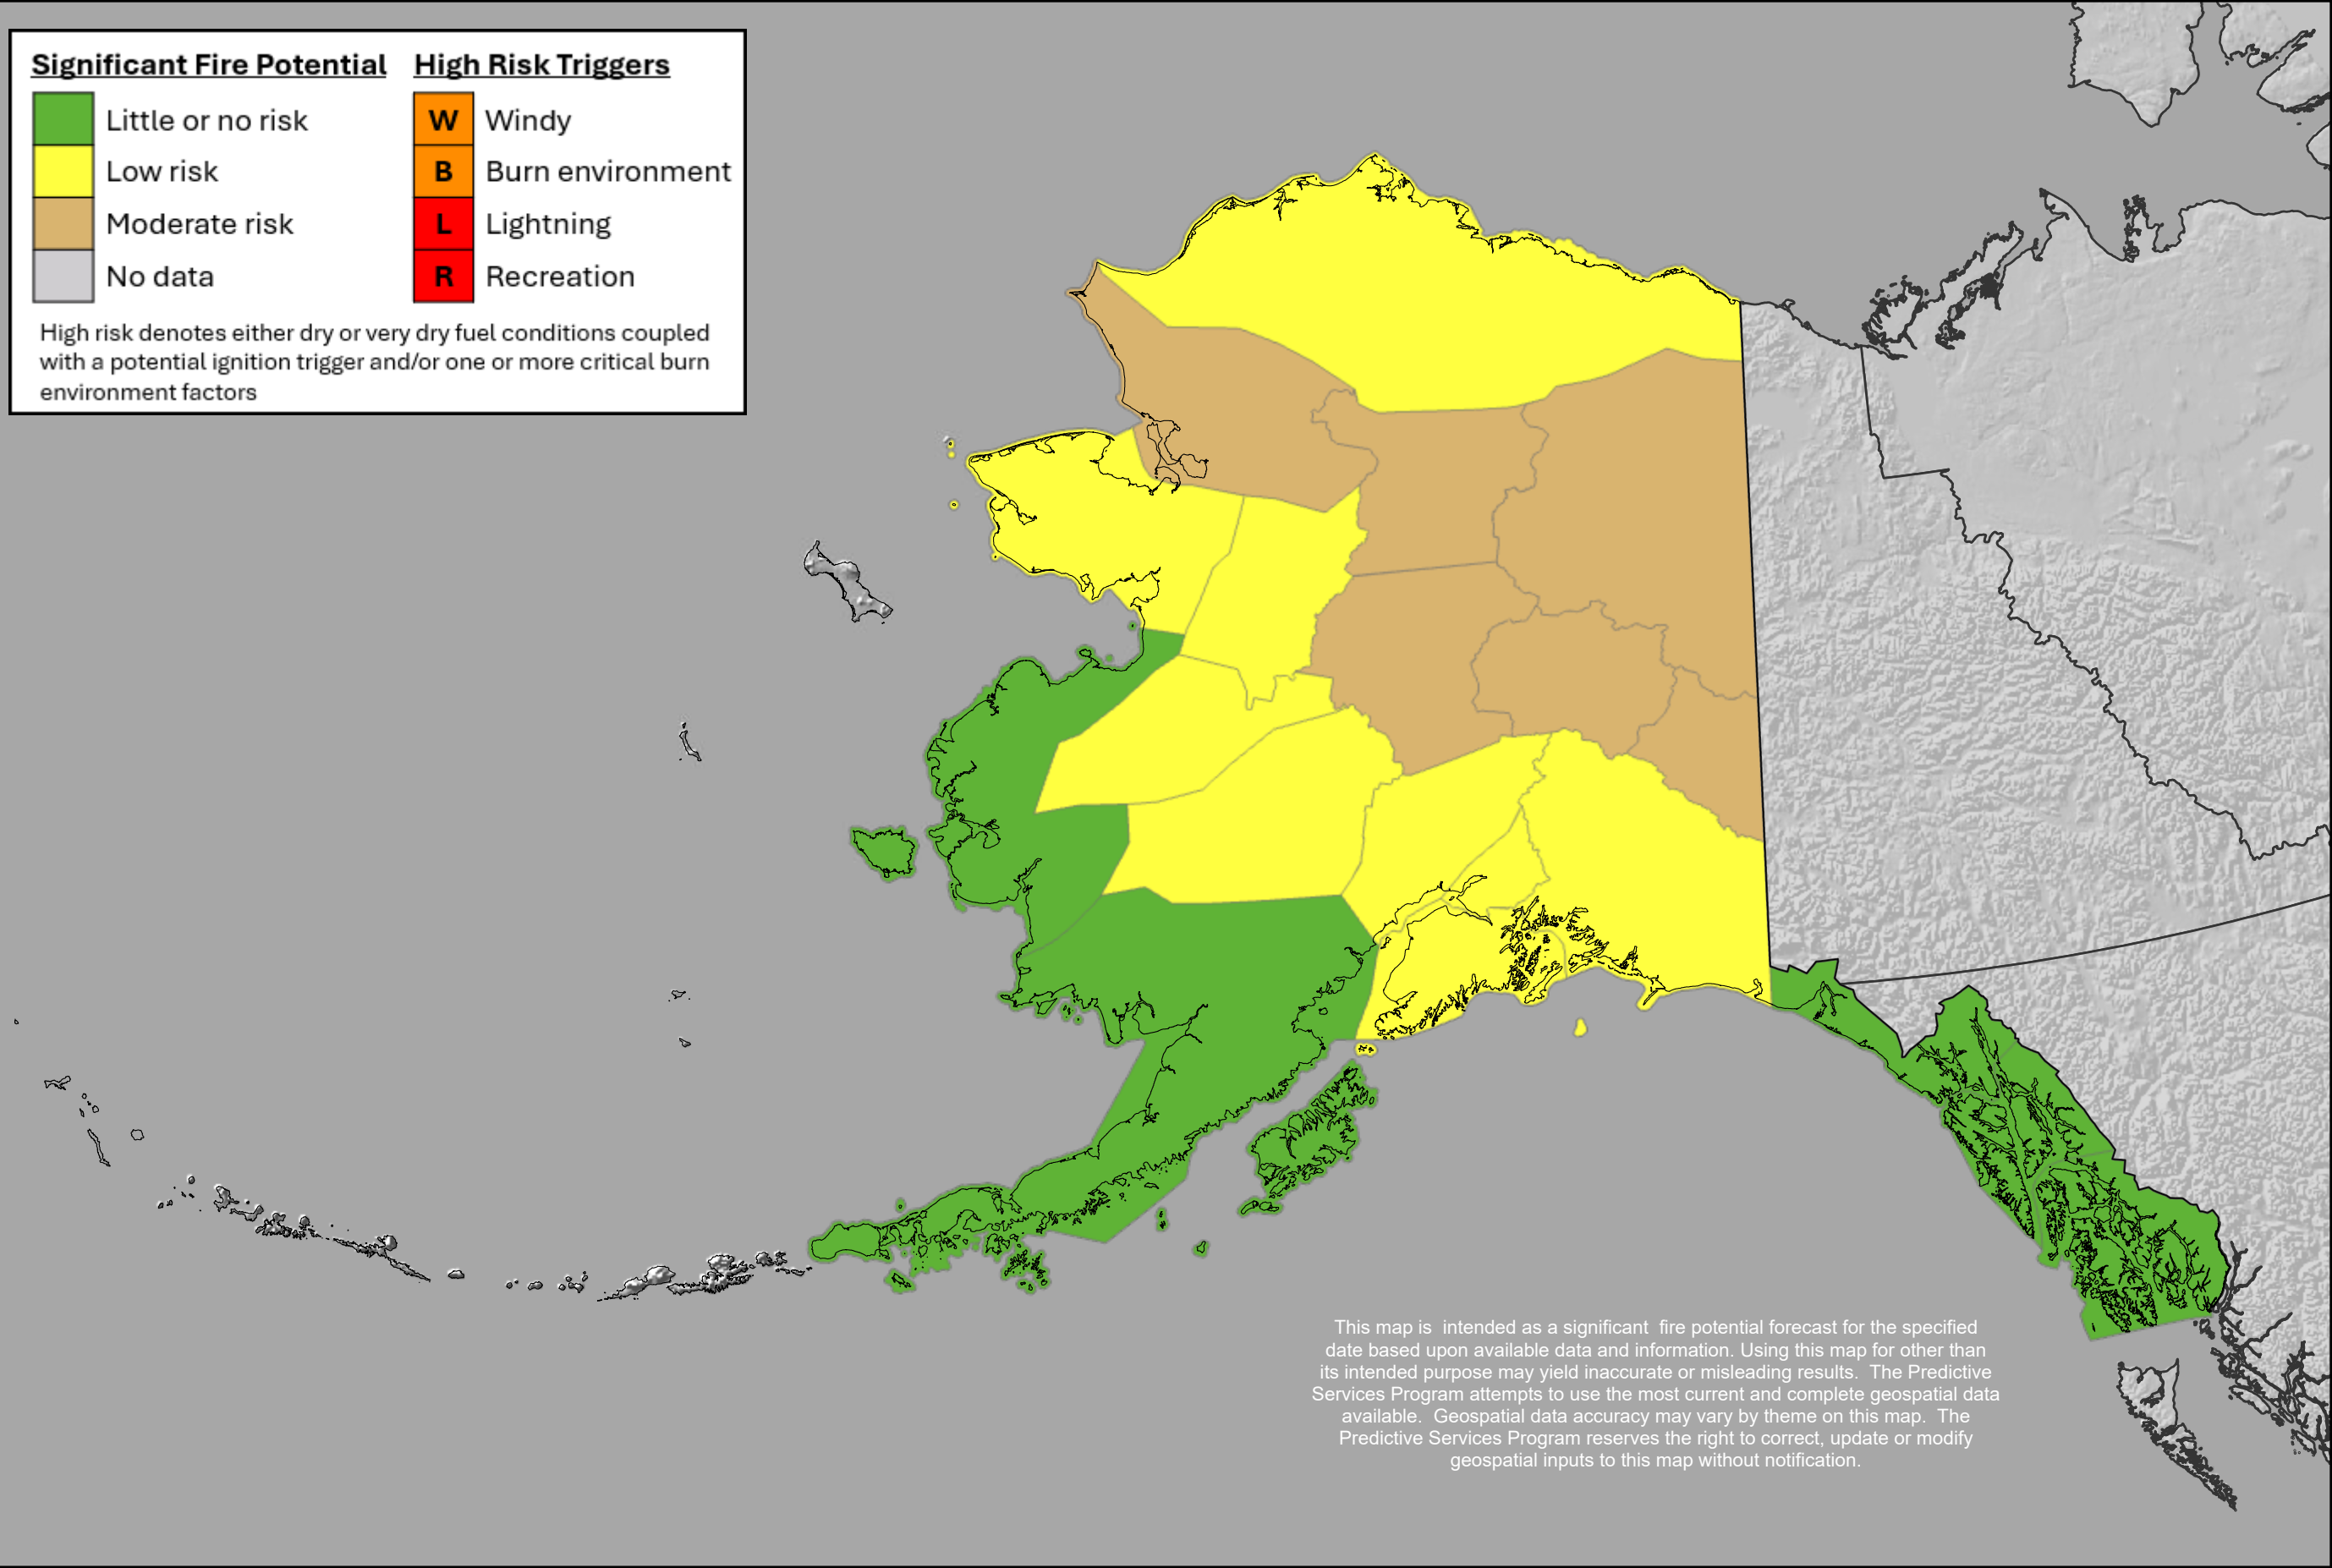 Significant Fire Potential
High Risk Triggers
Little or no risk
W Windy
Low risk
B Burn environment
Moderate risk
L Lightning
No data
R Recreation
High risk denotes either dry or very dry fuel conditions coupled
with a potential ignition trigger and/or one or more critical burn
environment factors
This map is intended as a significant fire potential forecast for the specified
date based upon available data and information. Using this map for other than
its intended purpose may yield inaccurate or misleading results. The Predictive
Services Program attempts to use the most current and complete geospatial data
available. Geospatial data accuracy may vary by theme on this map. The
Predictive Services Program reserves the right to correct, update or modify
geospatial inputs to this map without notification.